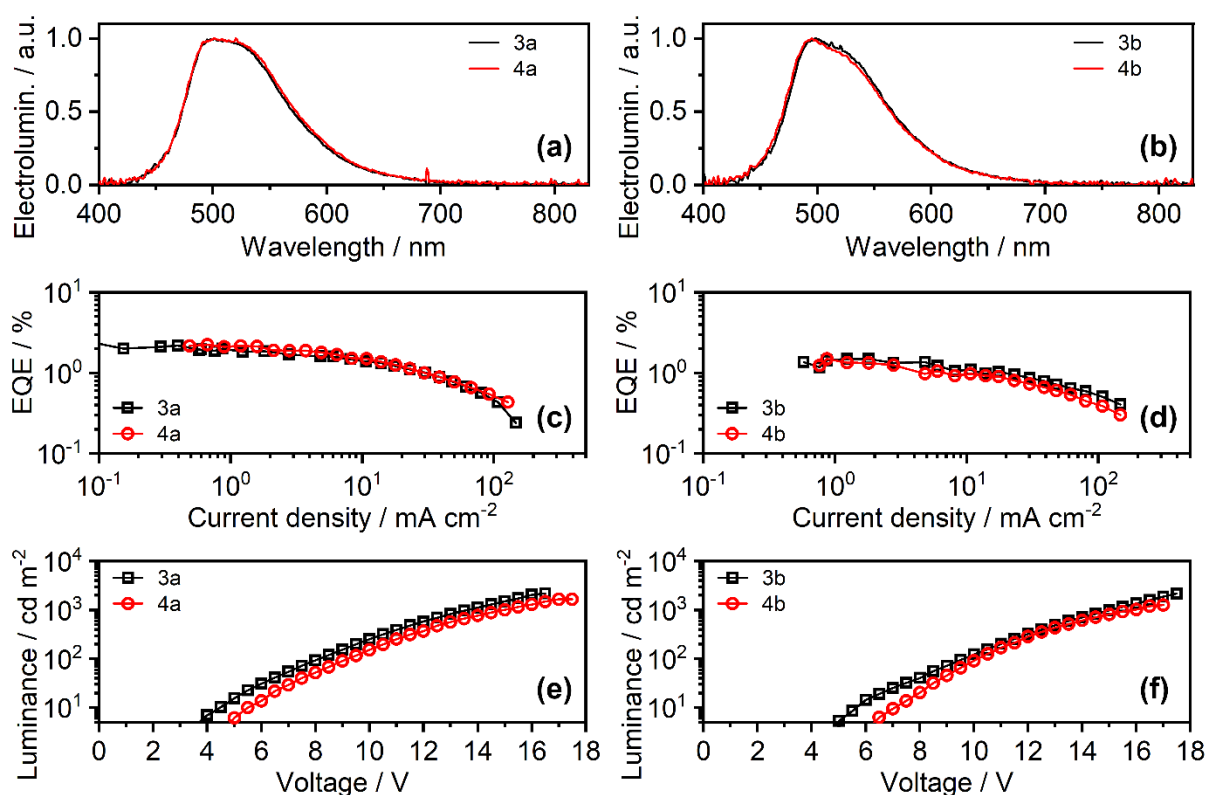 1.0
0.5
0.0
Electrolumin. / a.u.
3a
4a
(a)
400 500 600 700 800
Wavelength / nm
1.0
0.5
0.0
Electrolumin. / a.u.
3b
4b
(b)
400 500 600 700 800
Wavelength / nm
10¹
10⁰
10⁻¹
EQE / %
3a
4a
(c)
10⁻¹ 10⁰ 10¹ 10²
Current density / mA cm⁻²
10¹
10⁰
10⁻¹
EQE / %
3b
4b
(d)
10⁻¹ 10⁰ 10¹ 10²
Current density / mA cm⁻²
10⁴
10³
10²
10¹
Luminance / cd m⁻²
3a
4a
(e)
0 2 4 6 8 10 12 14 16 18
Voltage / V
10⁴
10³
10²
10¹
Luminance / cd m⁻²
3b
4b
(f)
0 2 4 6 8 10 12 14 16 18
Voltage / V